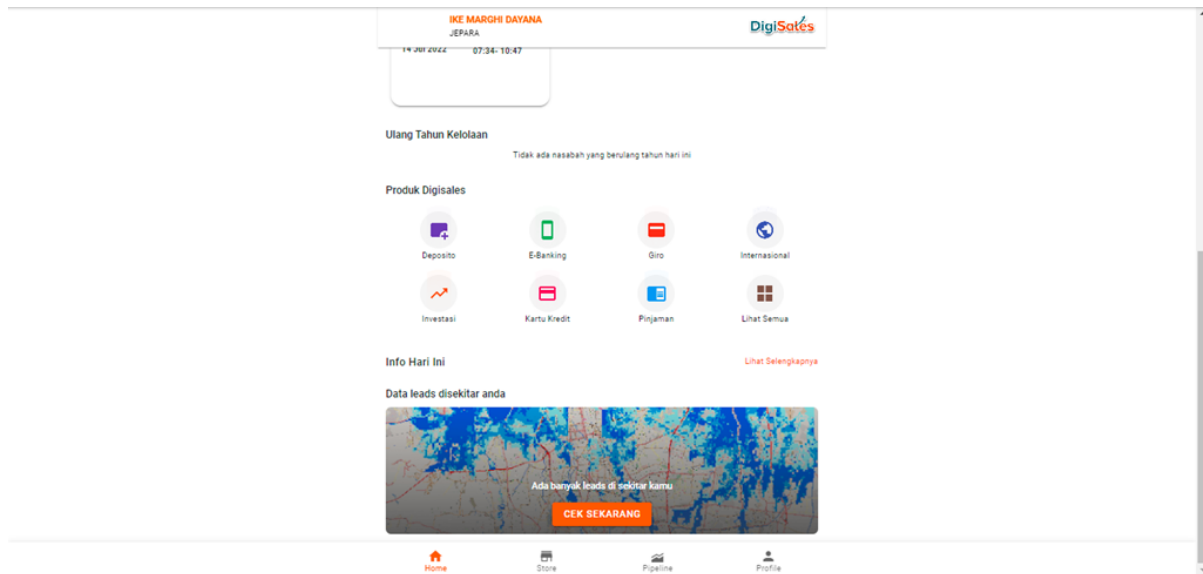 IKE MARGHI DAYANA
JEPARA
DigiSales
14 Jul 2022 07:34- 10:47
Ulang Tahun Kelolaan
Tidak ada nasabah yang berulang tahun hari ini
Produk Digisales
Deposito E-Banking Giro Internasional
Investasi Kartu Kredit Pinjaman Lihat Semua
Info Hari Ini Lihat Selengkapnya
Data leads disekitar anda
Ada banyak leads di sekitar kamu
CEK SEKARANG
Home Store Pipeline Profile